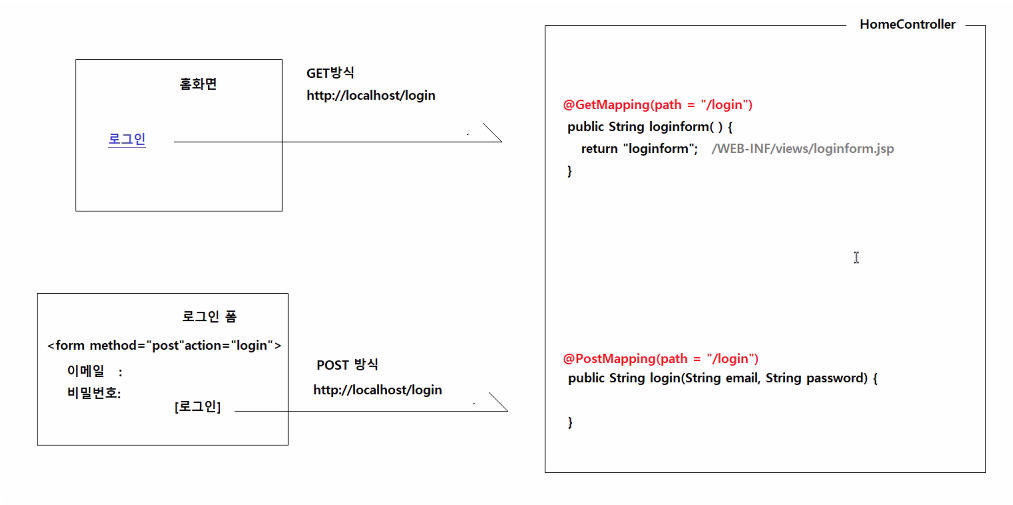 HomeController
홈화면
로그인
GET방식
http://localhost/login
@GetMapping(path = "/login")
public String loginform( ) {
return "loginform"; /WEB-INF/views/loginform.jsp
}
로그인 폼
<form method="post"action="login">
이메일 :
비밀번호:
[로그인]
POST 방식
http://localhost/login
@PostMapping(path = "/login")
public String login(String email, String password) {
}